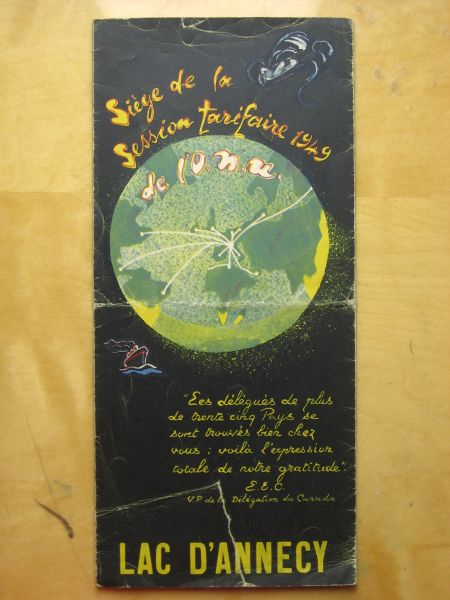 Siège de la
Session tarifaire 1949
de l'O.n.u.
"Les délégués de plus
de trente cinq Pays se
sont trouvés bien chez
vous : voilà l'expression
totale de notre gratitude"
E.E.C.
V.P. de la Délégation du Canada
LAC D'ANNECY